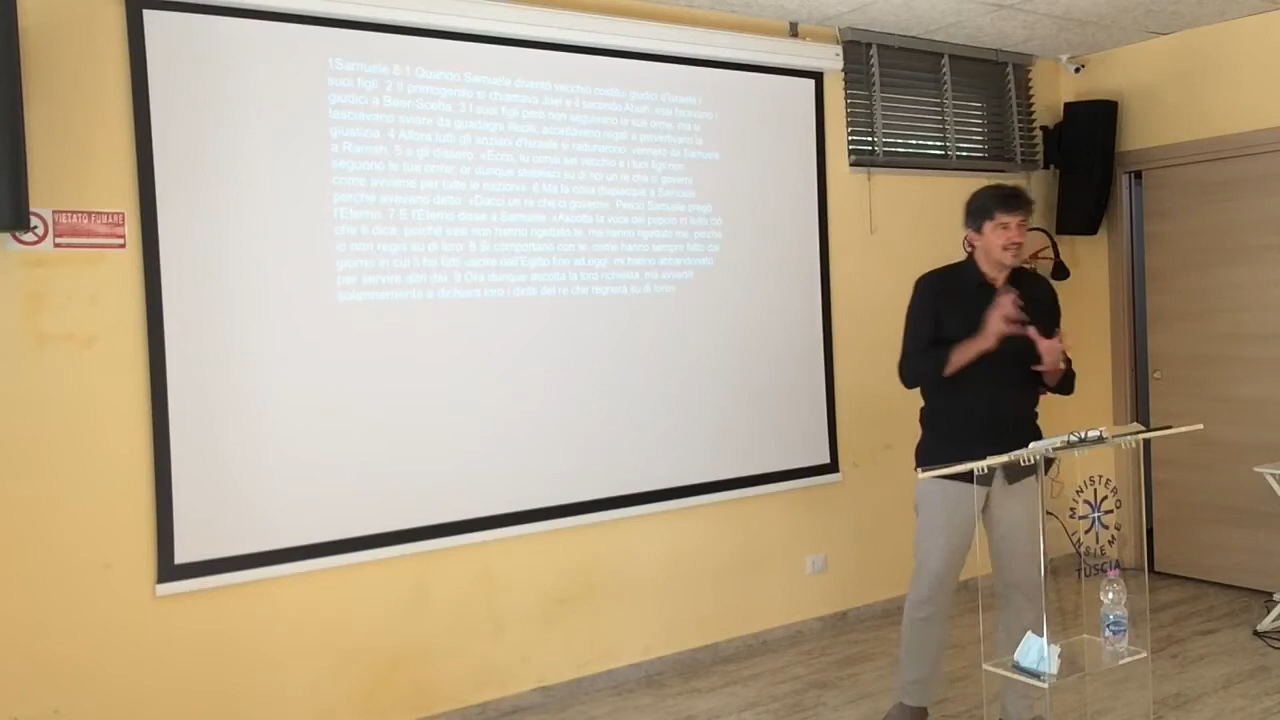 1Samuele 8:1 Quando Samuele diventò vecchio costituì giudici d'Israele i
suoi figli. 2 Il primogenito si chiamava Joel e il secondo Abiah; essi facevano i
giudici a Beer-Sceba. 3 I suoi figli però non seguirono le sue orme, ma si
lasciavano sviare da guadagni illeciti, accettavano regali e pervertivano la
giustizia. 4 Allora tutti gli anziani d'Israele si radunarono, vennero da Samuele
a Ramah, 5 e gli dissero: «Ecco, tu ormai sei vecchio e i tuoi figli non
seguono le tue orme; or dunque stabilisci su di noi un re che ci governi
come avviene per tutte le nazioni». 6 Ma la cosa dispiacque a Samuele
perché avevano detto: «Dacci un re che ci governi». Perciò Samuele pregò
l'Eterno. 7 E l'Eterno disse a Samuele: «Ascolta la voce del popolo in tutto ciò
che ti dice, perché essi non hanno rigettato te, ma hanno rigettato me, perché
io non regni su di loro. 8 Si comportano con te, come hanno sempre fatto dal
giorno in cui li ho fatti uscire dall'Egitto fino ad oggi: mi hanno abbandonato
per servire altri dèi. 9 Ora dunque ascolta la loro richiesta, ma avvertili
solennemente e dichiara loro i diritti del re che regnerà su di loro»
VIETATO FUMARE
MINISTERO
INSIEME
TUSCIA